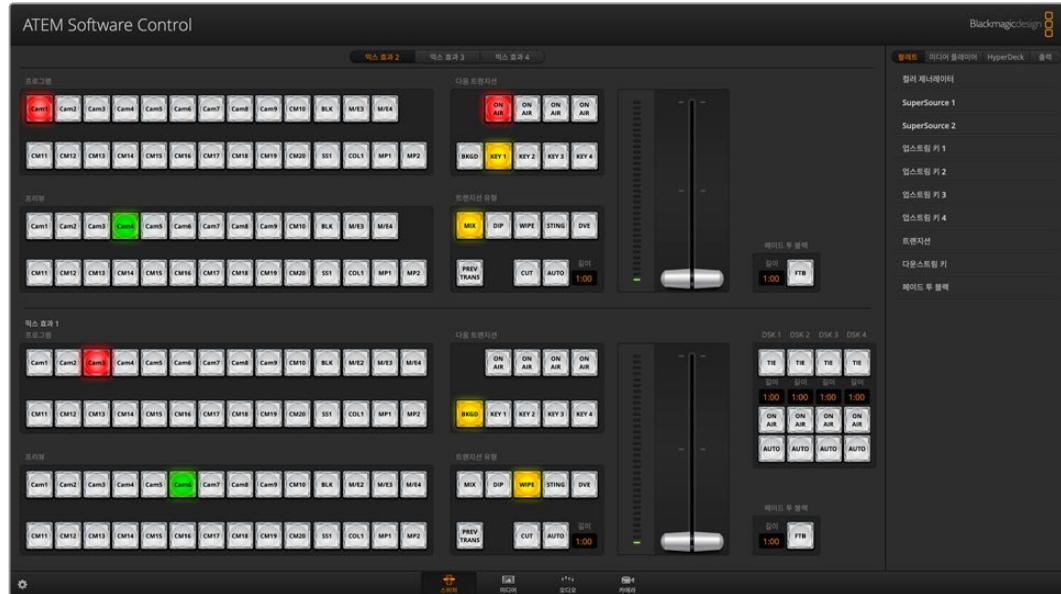 ATEM Software Control
Blackmagicdesign
믹스 효과 2 믹스 효과 3 믹스 효과 4
팔레트 미디어 플레이어 HyperDeck 출력
프로그램 다음 트랜지션
컬러 제너레이터
Cam1 Cam2 Cam3 Cam4 Cam5 Cam6 Cam7 Cam8 Cam9 CM10 BLK M/E3 M/E4 ON AIR ON AIR ON AIR ON AIR
SuperSource 1
SuperSource 2
CM11 CM12 CM13 CM14 CM15 CM16 CM17 CM18 CM19 CM20 SS1 COL1 MP1 MP2 BKGD KEY 1 KEY 2 KEY 3 KEY 4
업스트림 키 1
업스트림 키 2
프리뷰 트랜지션 유형
업스트림 키 3
Cam1 Cam2 Cam3 Cam4 Cam5 Cam6 Cam7 Cam8 Cam9 CM10 BLK M/E3 M/E4 MIX DIP WIPE STING DVE
업스트림 키 4
트랜지션
페이드 투 블랙
다운스트림 키
CM11 CM12 CM13 CM14 CM15 CM16 CM17 CM18 CM19 CM20 SS1 COL1 MP1 MP2 PREV TRANS CUT AUTO 길이 1:00 길이 1:00 FTB
페이드 투 블랙
믹스 효과 1
프로그램 다음 트랜지션 DSK 1 DSK 2 DSK 3 DSK 4
Cam1 Cam2 Cam3 Cam4 Cam5 Cam6 Cam7 Cam8 Cam9 CM10 BLK M/E2 M/E3 M/E4 ON AIR ON AIR ON AIR ON AIR TIE TIE TIE TIE
길이 길이 길이 길이
1:00 1:00 1:00 1:00
CM11 CM12 CM13 CM14 CM15 CM16 CM17 CM18 CM19 CM20 SS1 COL1 MP1 MP2 BKGD KEY 1 KEY 2 KEY 3 KEY 4 ON AIR ON AIR ON AIR ON AIR
AUTO AUTO AUTO AUTO
프리뷰 트랜지션 유형
Cam1 Cam2 Cam3 Cam4 Cam5 Cam6 Cam7 Cam8 Cam9 CM10 BLK M/E2 M/E3 M/E4 MIX DIP WIPE STING DVE
페이드 투 블랙
CM11 CM12 CM13 CM14 CM15 CM16 CM17 CM18 CM19 CM20 SS1 COL1 MP1 MP2 PREV TRANS CUT AUTO 길이 1:00 길이 1:00 FTB
스위처 미디어 오디오 카메라